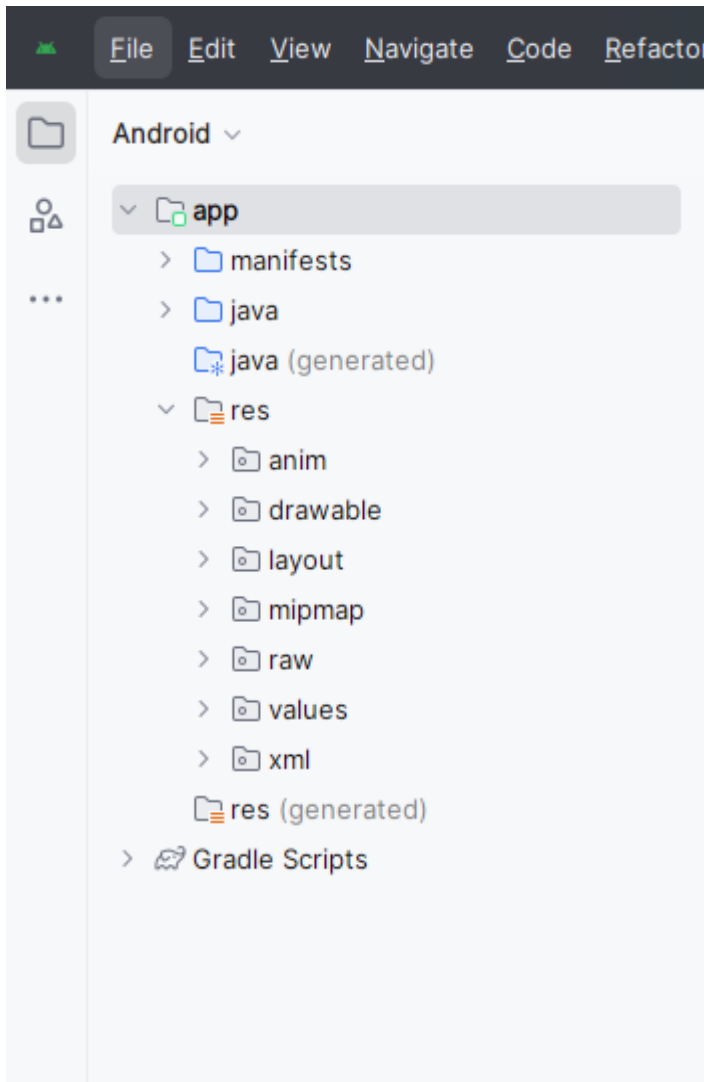 File Edit View Navigate Code Refactor
Android
app
manifests
java
java (generated)
res
anim
drawable
layout
mipmap
raw
values
xml
res (generated)
Gradle Scripts